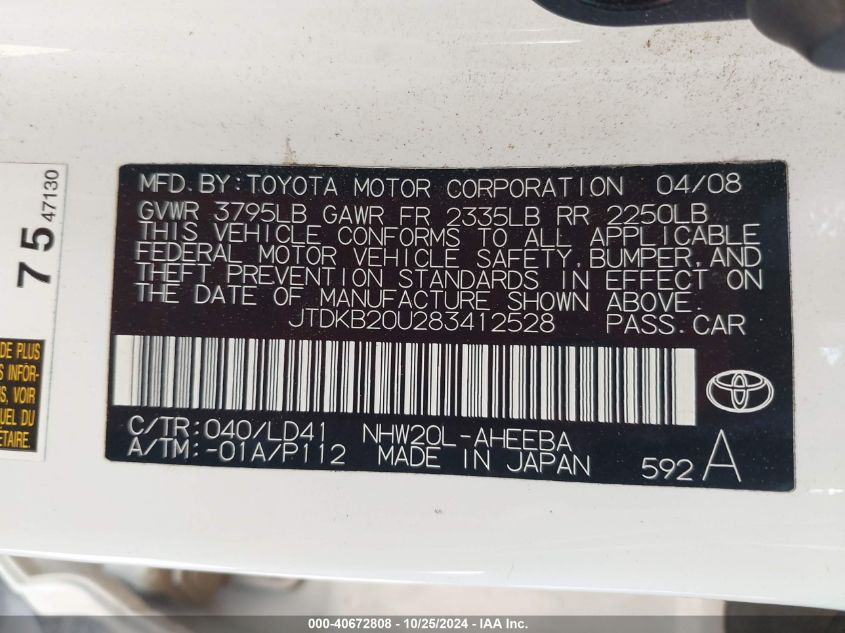 MFD.BY:TOYOTA MOTOR CORPORATION 04/08
GVWR 3795LB GAWR FR 2335LB RR 2250LB
THIS VEHICLE CONFORMS TO ALL APPLICABLE
FEDERAL MOTOR VEHICLE SAFETY, BUMPER, AND
THEFT PREVENTION STANDARDS IN EFFECT ON
THE DATE OF MANUFACTURE SHOWN ABOVE.
JTDKB20U283412528 PASS.CAR
C/TR:040/LD41 NHW20L-AHEEBA
A/TM:-01A/P112 MADE IN JAPAN 592 A
75 47130
DE PLUS
INFOR-
S, VOIR
EL DU
ÉTAIRE.
000-40672808 - 10/25/2024 - IAA Inc.